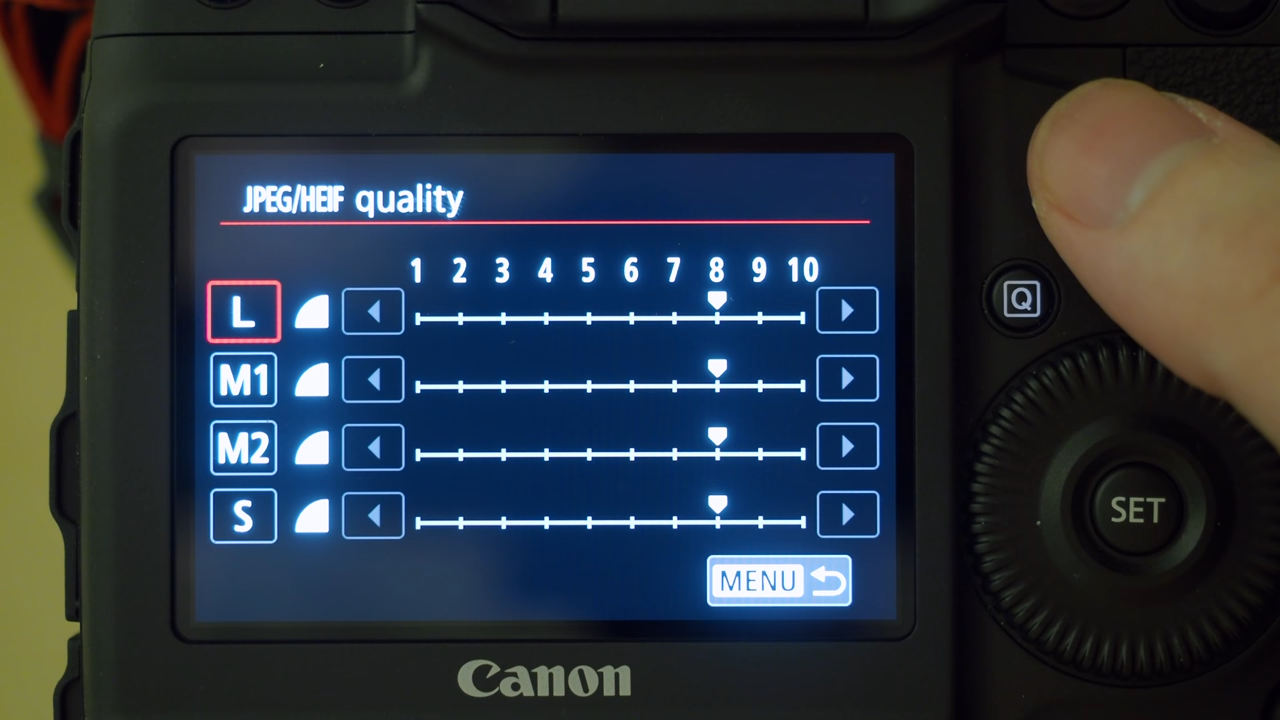 JPEG/HEIF quality
1 2 3 4 5 6 7 8 9 10
L
M1
M2
S
MENU
Q
SET
Canon